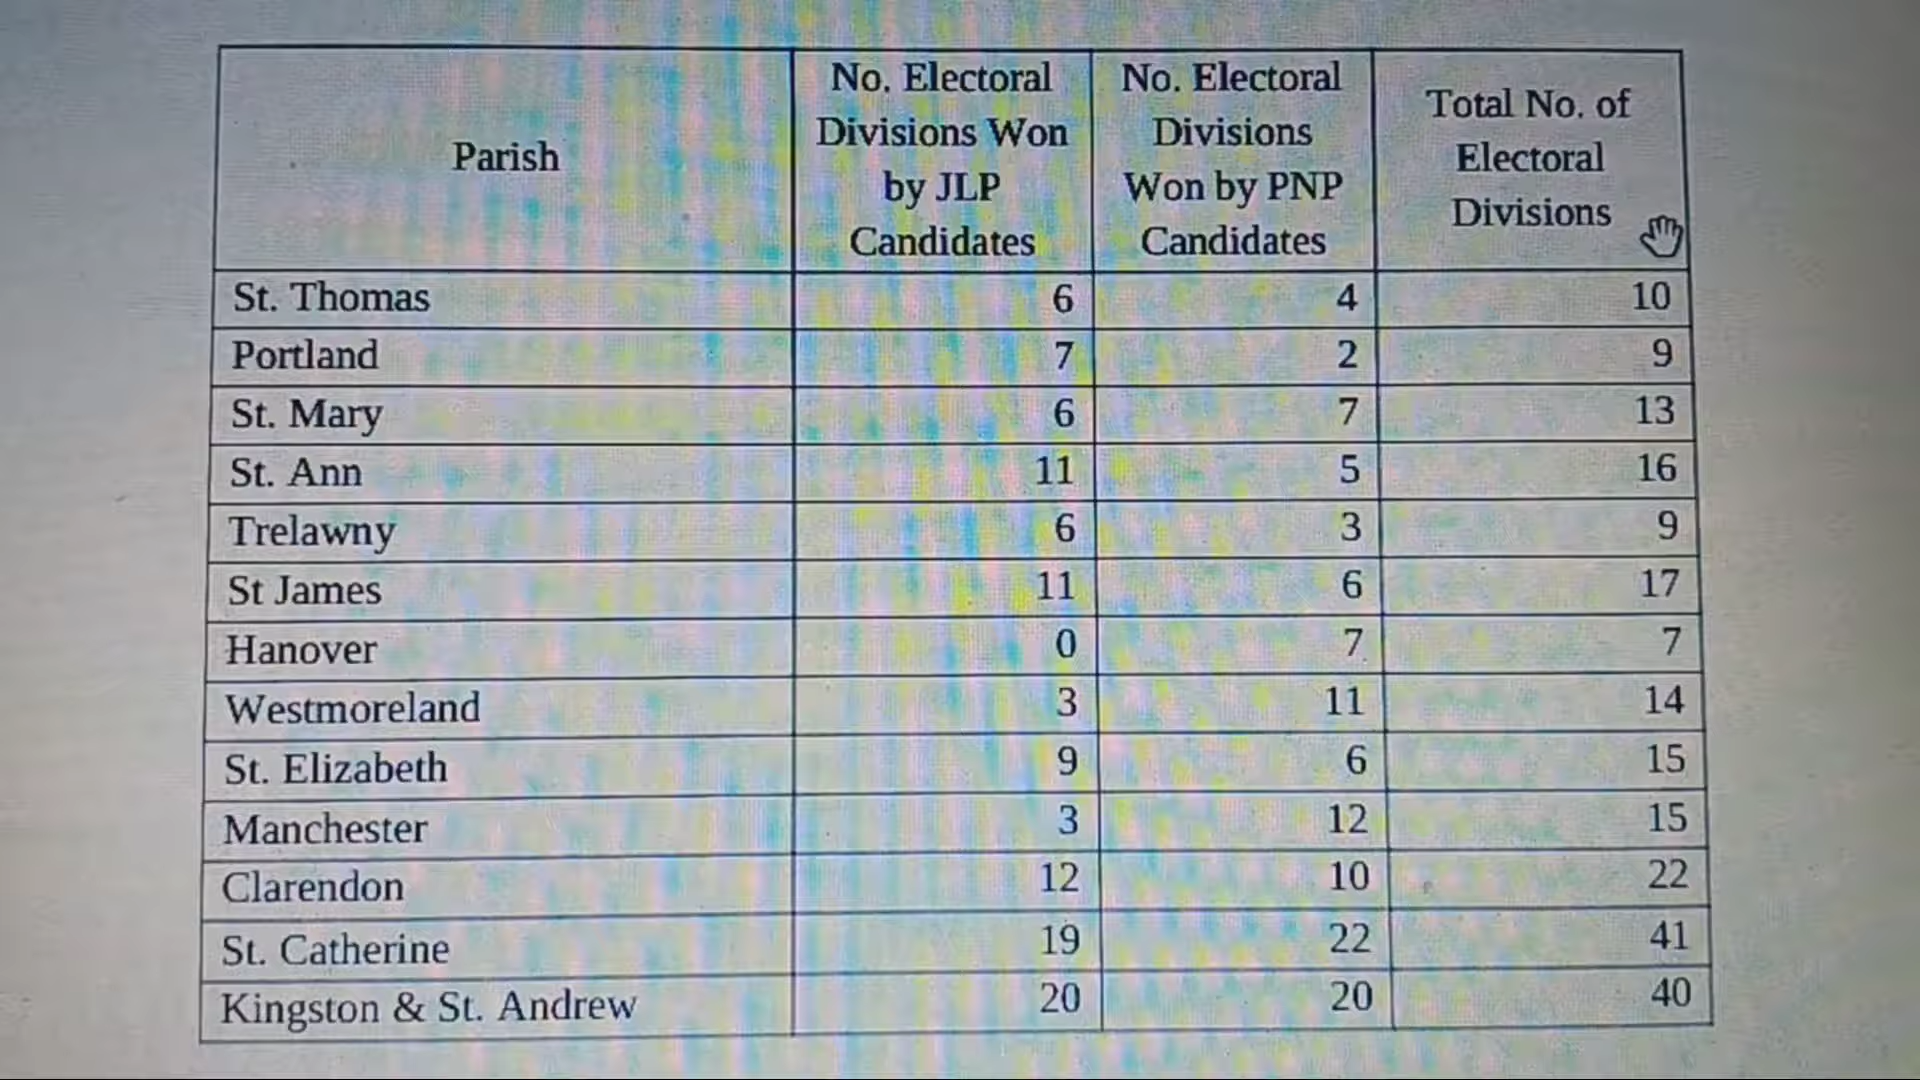 Parish
No. Electoral
Divisions Won
by JLP
Candidates
No. Electoral
Divisions
Won by PNP
Candidates
Total No. of
Electoral
Divisions
St. Thomas 6 4 10
Portland 7 2 9
St. Mary 6 7 13
St. Ann 11 5 16
Trelawny 6 3 9
St James 11 6 17
Hanover 0 7 7
Westmoreland 3 11 14
St. Elizabeth 9 6 15
Manchester 3 12 15
Clarendon 12 10 22
St. Catherine 19 22 41
Kingston & St. Andrew 20 20 40